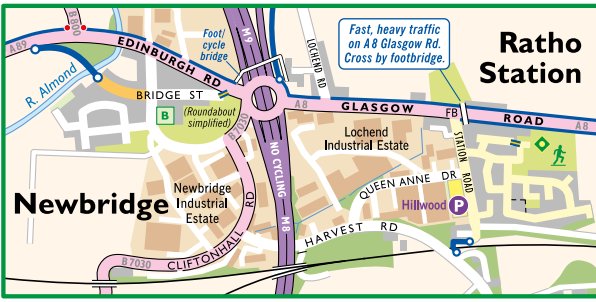 B800
A89
EDINBURGH RD
Foot/
cycle
bridge
M9
LOCHEND RD
Fast, heavy traffic
on A8 Glasgow Rd.
Cross by footbridge.
Ratho
Station
R. Almond
BRIDGE ST
B
(Roundabout
simplified)
B7030
A8
GLASGOW
FB
ROAD
A8
Lochend
Industrial Estate
STATION ROAD
NO CYCLING
M8
QUEEN ANNE DR
Newbridge
Newbridge
Industrial
Estate
Hillwood
P
HARVEST RD
CLIFTONHALL RD
B7030